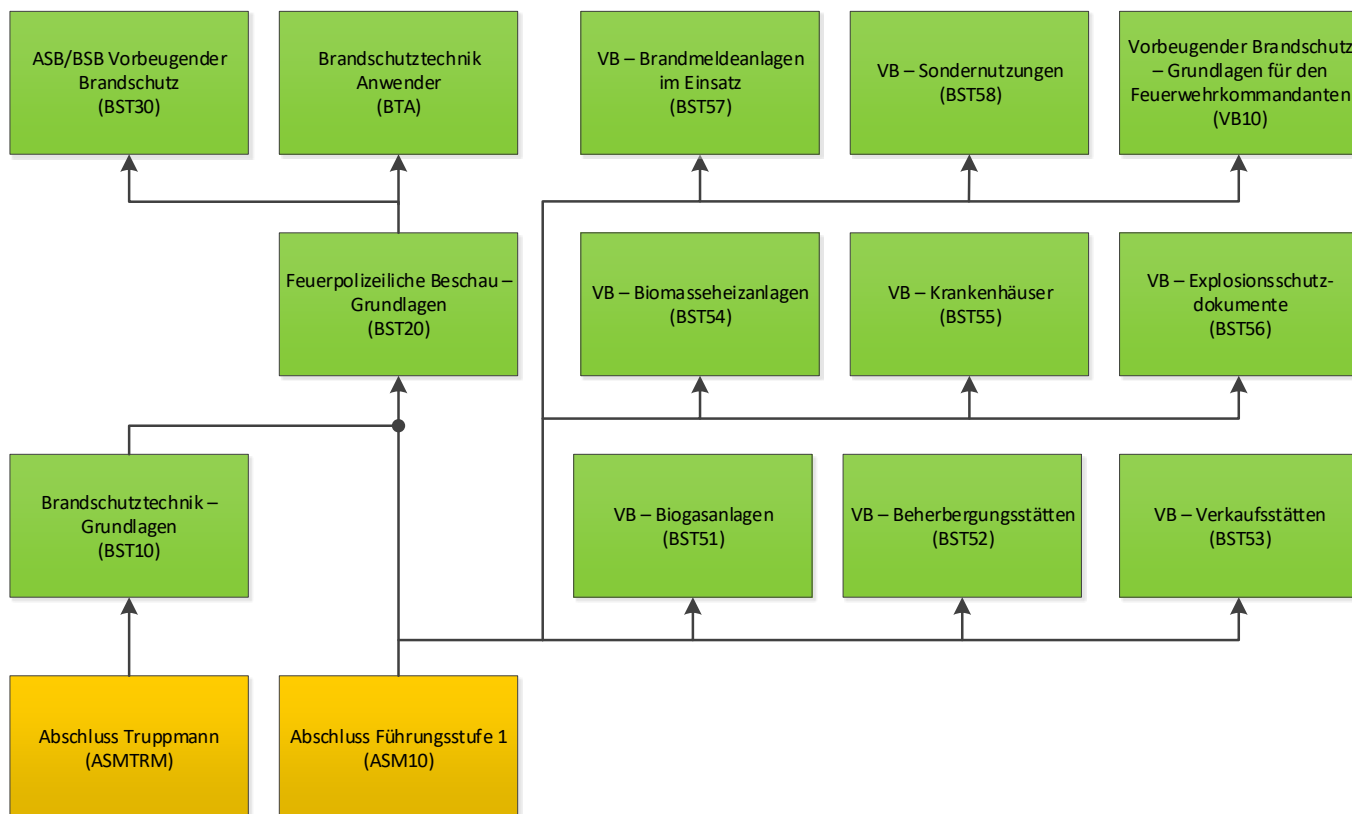 ASB/BSB Vorbeugender
Brandschutz
(BST30)
Brandschutztechnik
Anwender
(BTA)
VB – Brandmeldeanlagen
im Einsatz
(BST57)
VB – Sondernutzungen
(BST58)
Vorbeugender Brandschutz
– Grundlagen für den
Feuerwehrkommandanten
(VB10)
Feuerpolizeiliche Beschau –
Grundlagen
(BST20)
VB – Biomasseheizanlagen
(BST54)
VB – Krankenhäuser
(BST55)
VB – Explosionsschutz-
dokumente
(BST56)
Brandschutztechnik –
Grundlagen
(BST10)
VB – Biogasanlagen
(BST51)
VB – Beherbergungsstätten
(BST52)
VB – Verkaufsstätten
(BST53)
Abschluss Truppmann
(ASMTRM)
Abschluss Führungsstufe 1
(ASM10)